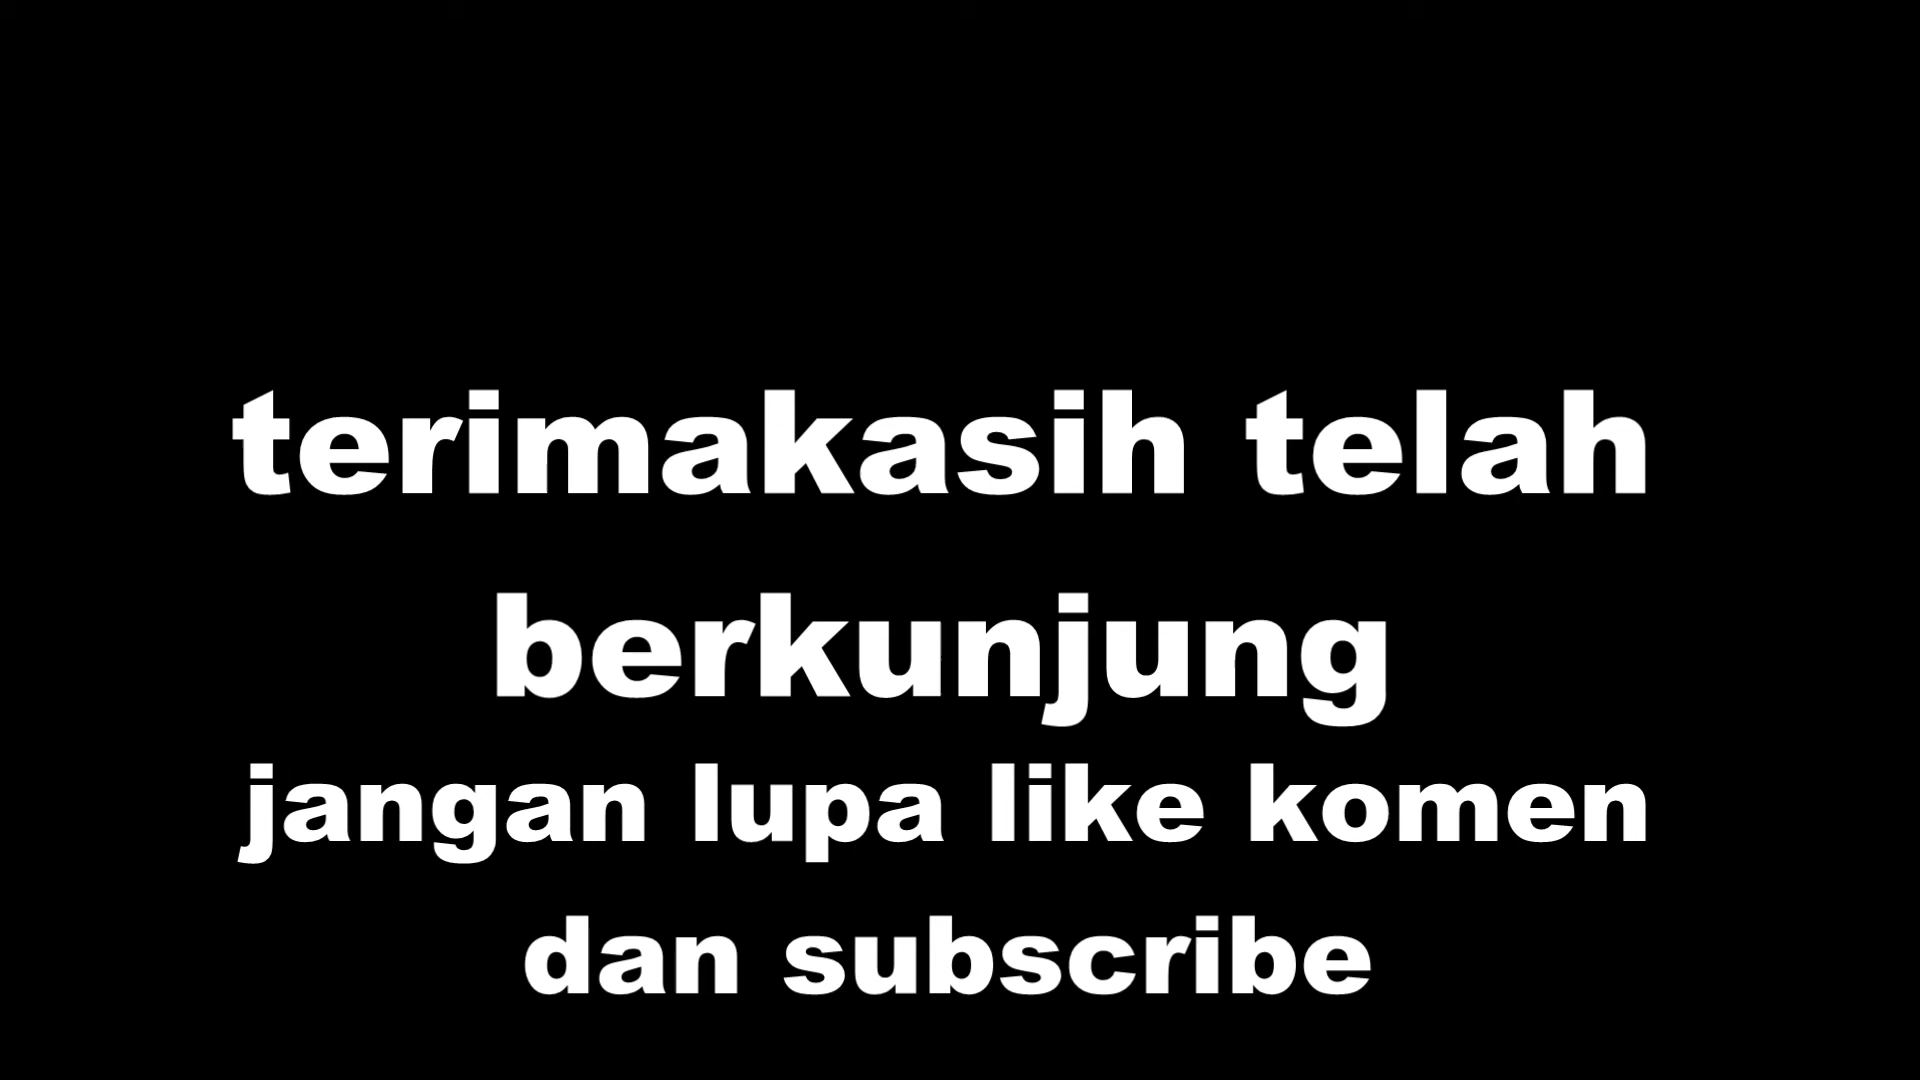 terimakasih telah
berkunjung
jangan lupa like komen
dan subscribe